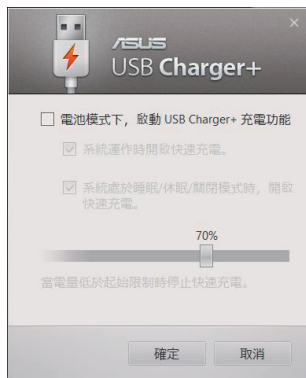 ASUS
USB Charger+
電池模式下，啟動 USB Charger+ 充電功能
系統運作時開啟快速充電。
系統處於睡眠/休眠/關閉模式時，開啟
快速充電。
70%
當電量低於起始限制時停止快速充電。
確定
取消